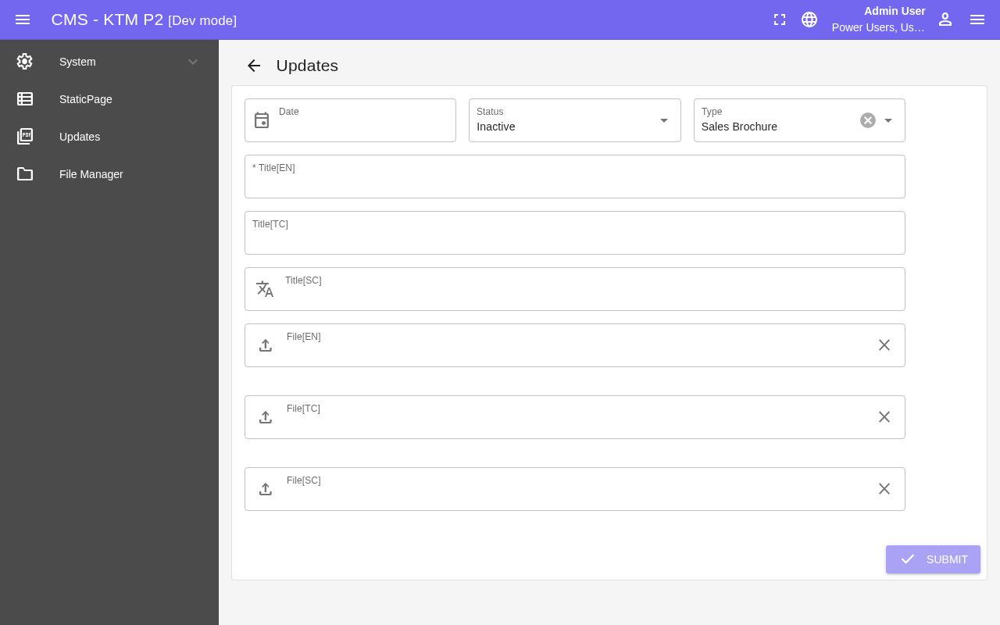 CMS - KTM P2 [Dev mode]
Admin User
Power Users, Us…
System
StaticPage
Updates
File Manager
Updates
Date
Status
Inactive
Type
Sales Brochure
* Title[EN]
Title[TC]
Title[SC]
File[EN]
File[TC]
File[SC]
SUBMIT